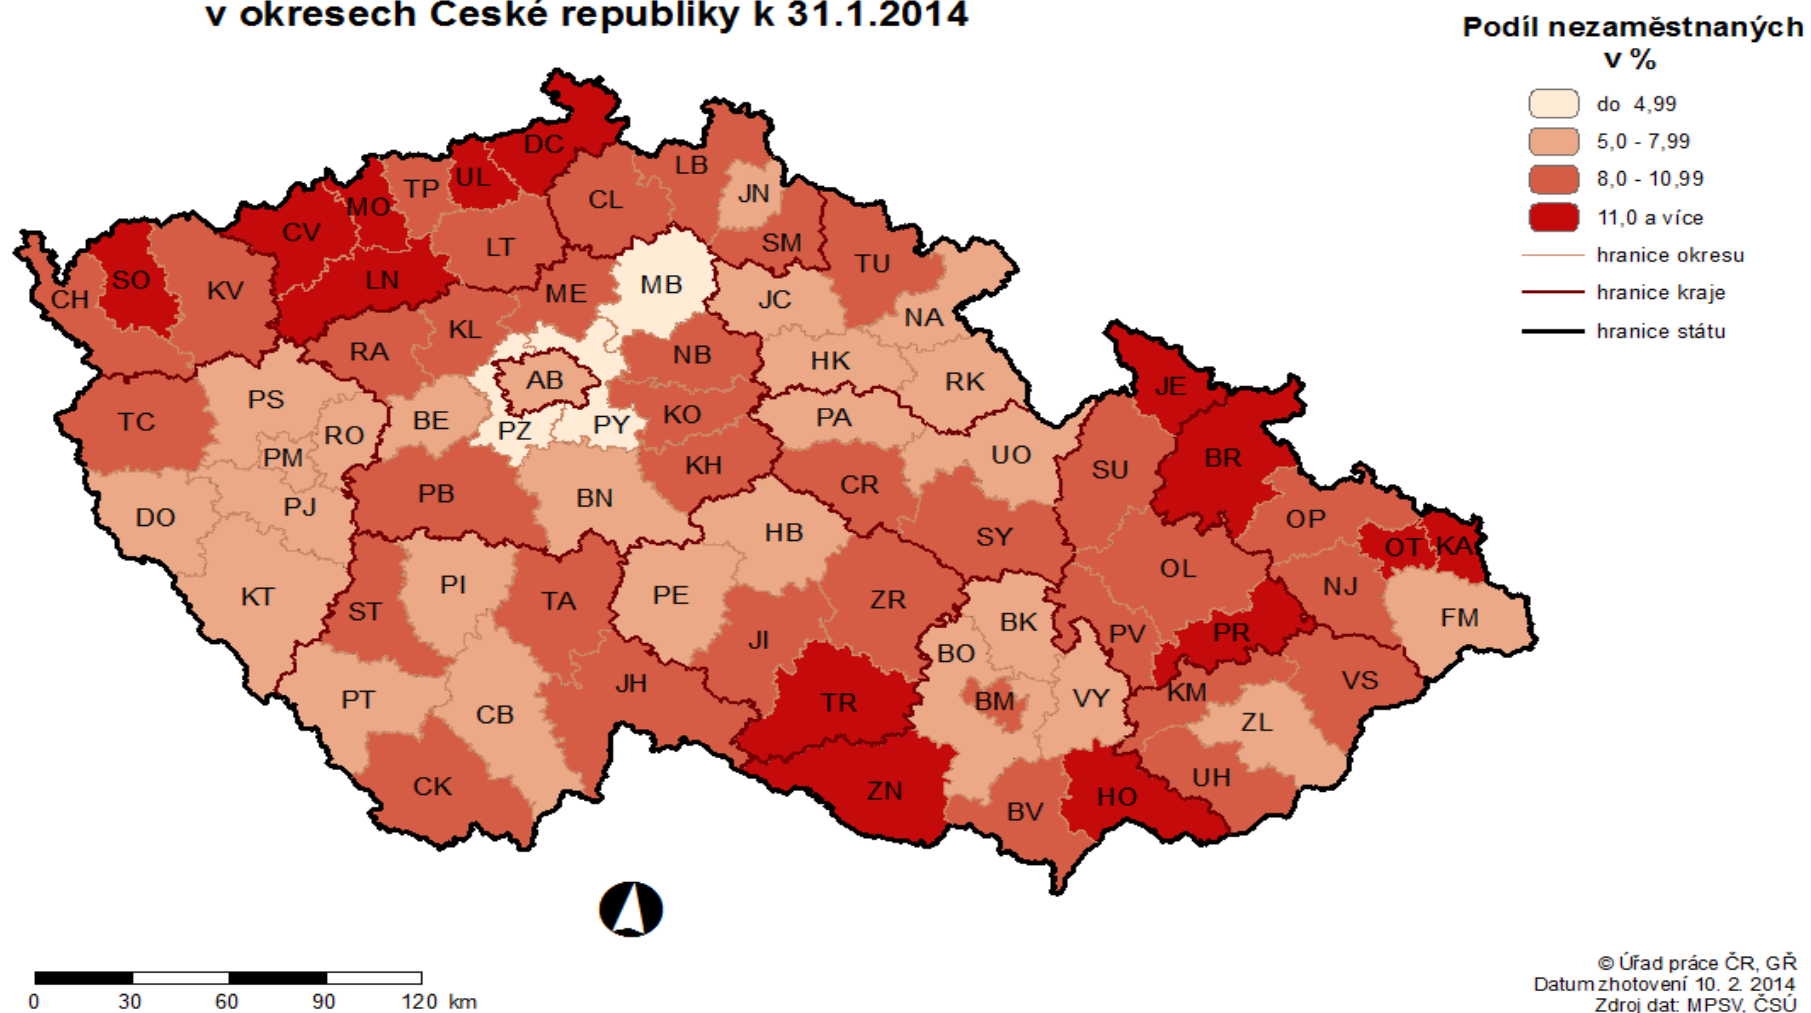 v okresech České republiky k 31.1.2014
Podíl nezaměstnaných
v %
do 4,99
5,0 - 7,99
8,0 - 10,99
11,0 a více
hranice okresu
hranice kraje
hranice státu
DC
LB
UL
TP
JN
CL
MO
CV
LT
SM
TU
SO
LN
CH
KV
ME
MB
JC
NA
KL
RA
NB
HK
AB
RK
JE
PS
TC
BE
KO
PA
PZ
PY
RO
PM
KH
UO
BR
SU
CR
PB
BN
PJ
DO
HB
SY
OP
OT
KA
OL
PI
NJ
KT
PE
TA
ZR
ST
FM
BK
JI
PV
PR
BO
JH
VS
KM
PT
TR
BM
VY
CB
ZL
CK
ZN
HO
UH
BV
0 30 60 90 120 km
© Úřad práce ČR, GŘ
Datum zhotovení 10. 2. 2014
Zdroj dat: MPSV, ČSÚ